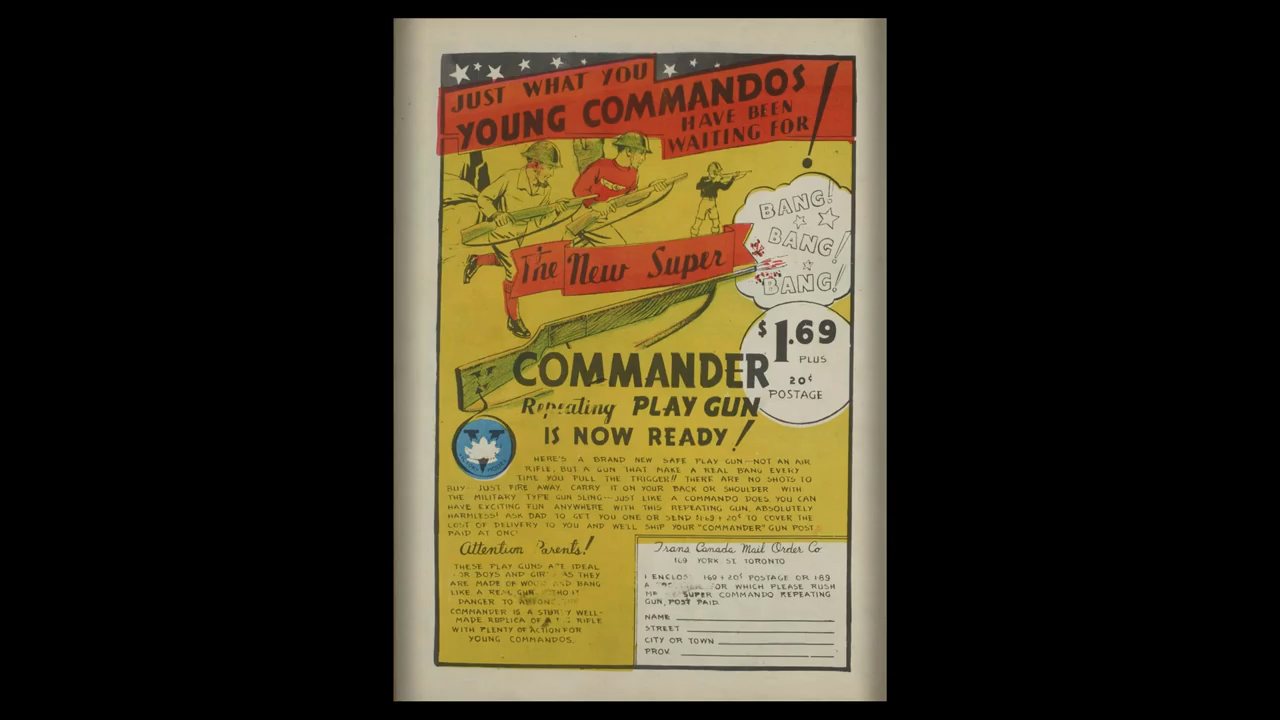 JUST WHAT YOU
YOUNG COMMANDOS
HAVE BEEN
WAITING FOR!
BANG!
BANG!
BANG!
The New Super
$1.69
PLUS
20¢
POSTAGE
COMMANDER
Repeating PLAY GUN
IS NOW READY!
V
HERE'S A BRAND NEW SAFE PLAY GUN—NOT AN AIR
RIFLE, BUT A GUN THAT MAKE A REAL BANG EVERY
TIME YOU PULL THE TRIGGER!! THERE ARE NO SHOTS TO
BUY—JUST FIRE AWAY. CARRY IT ON YOUR BACK OR SHOULDER WITH
THE MILITARY TYPE GUN SLING—JUST LIKE A COMMANDO DOES. YOU CAN
HAVE EXCITING FUN ANYWHERE WITH THIS REPEATING GUN. ABSOLUTELY
HARMLESS! ASK DAD TO GET YOU ONE OR SEND $1.69 + 20¢ TO COVER THE
COST OF DELIVERY TO YOU AND WE'LL SHIP YOUR "COMMANDER" GUN POST
PAID AT ONCE
Attention Parents!
THESE PLAY GUNS ARE IDEAL
FOR BOYS AND GIRLS AS THEY
ARE MADE OF WOOD AND BANG
LIKE A REAL GUN WITHOUT
DANGER TO
COMMANDER IS A STURDY WELL-
MADE REPLICA OF A RIFLE
WITH PLENTY OF ACTION FOR
YOUNG COMMANDOS.
Trans Canada Mail Order Co
169 YORK ST. TORONTO
I ENCLOSE 1.69 + 20¢ POSTAGE OR 1.89
FOR WHICH PLEASE RUSH
ME SUPER COMMANDO REPEATING
GUN, POST PAID.
NAME
STREET
CITY OR TOWN
PROV.